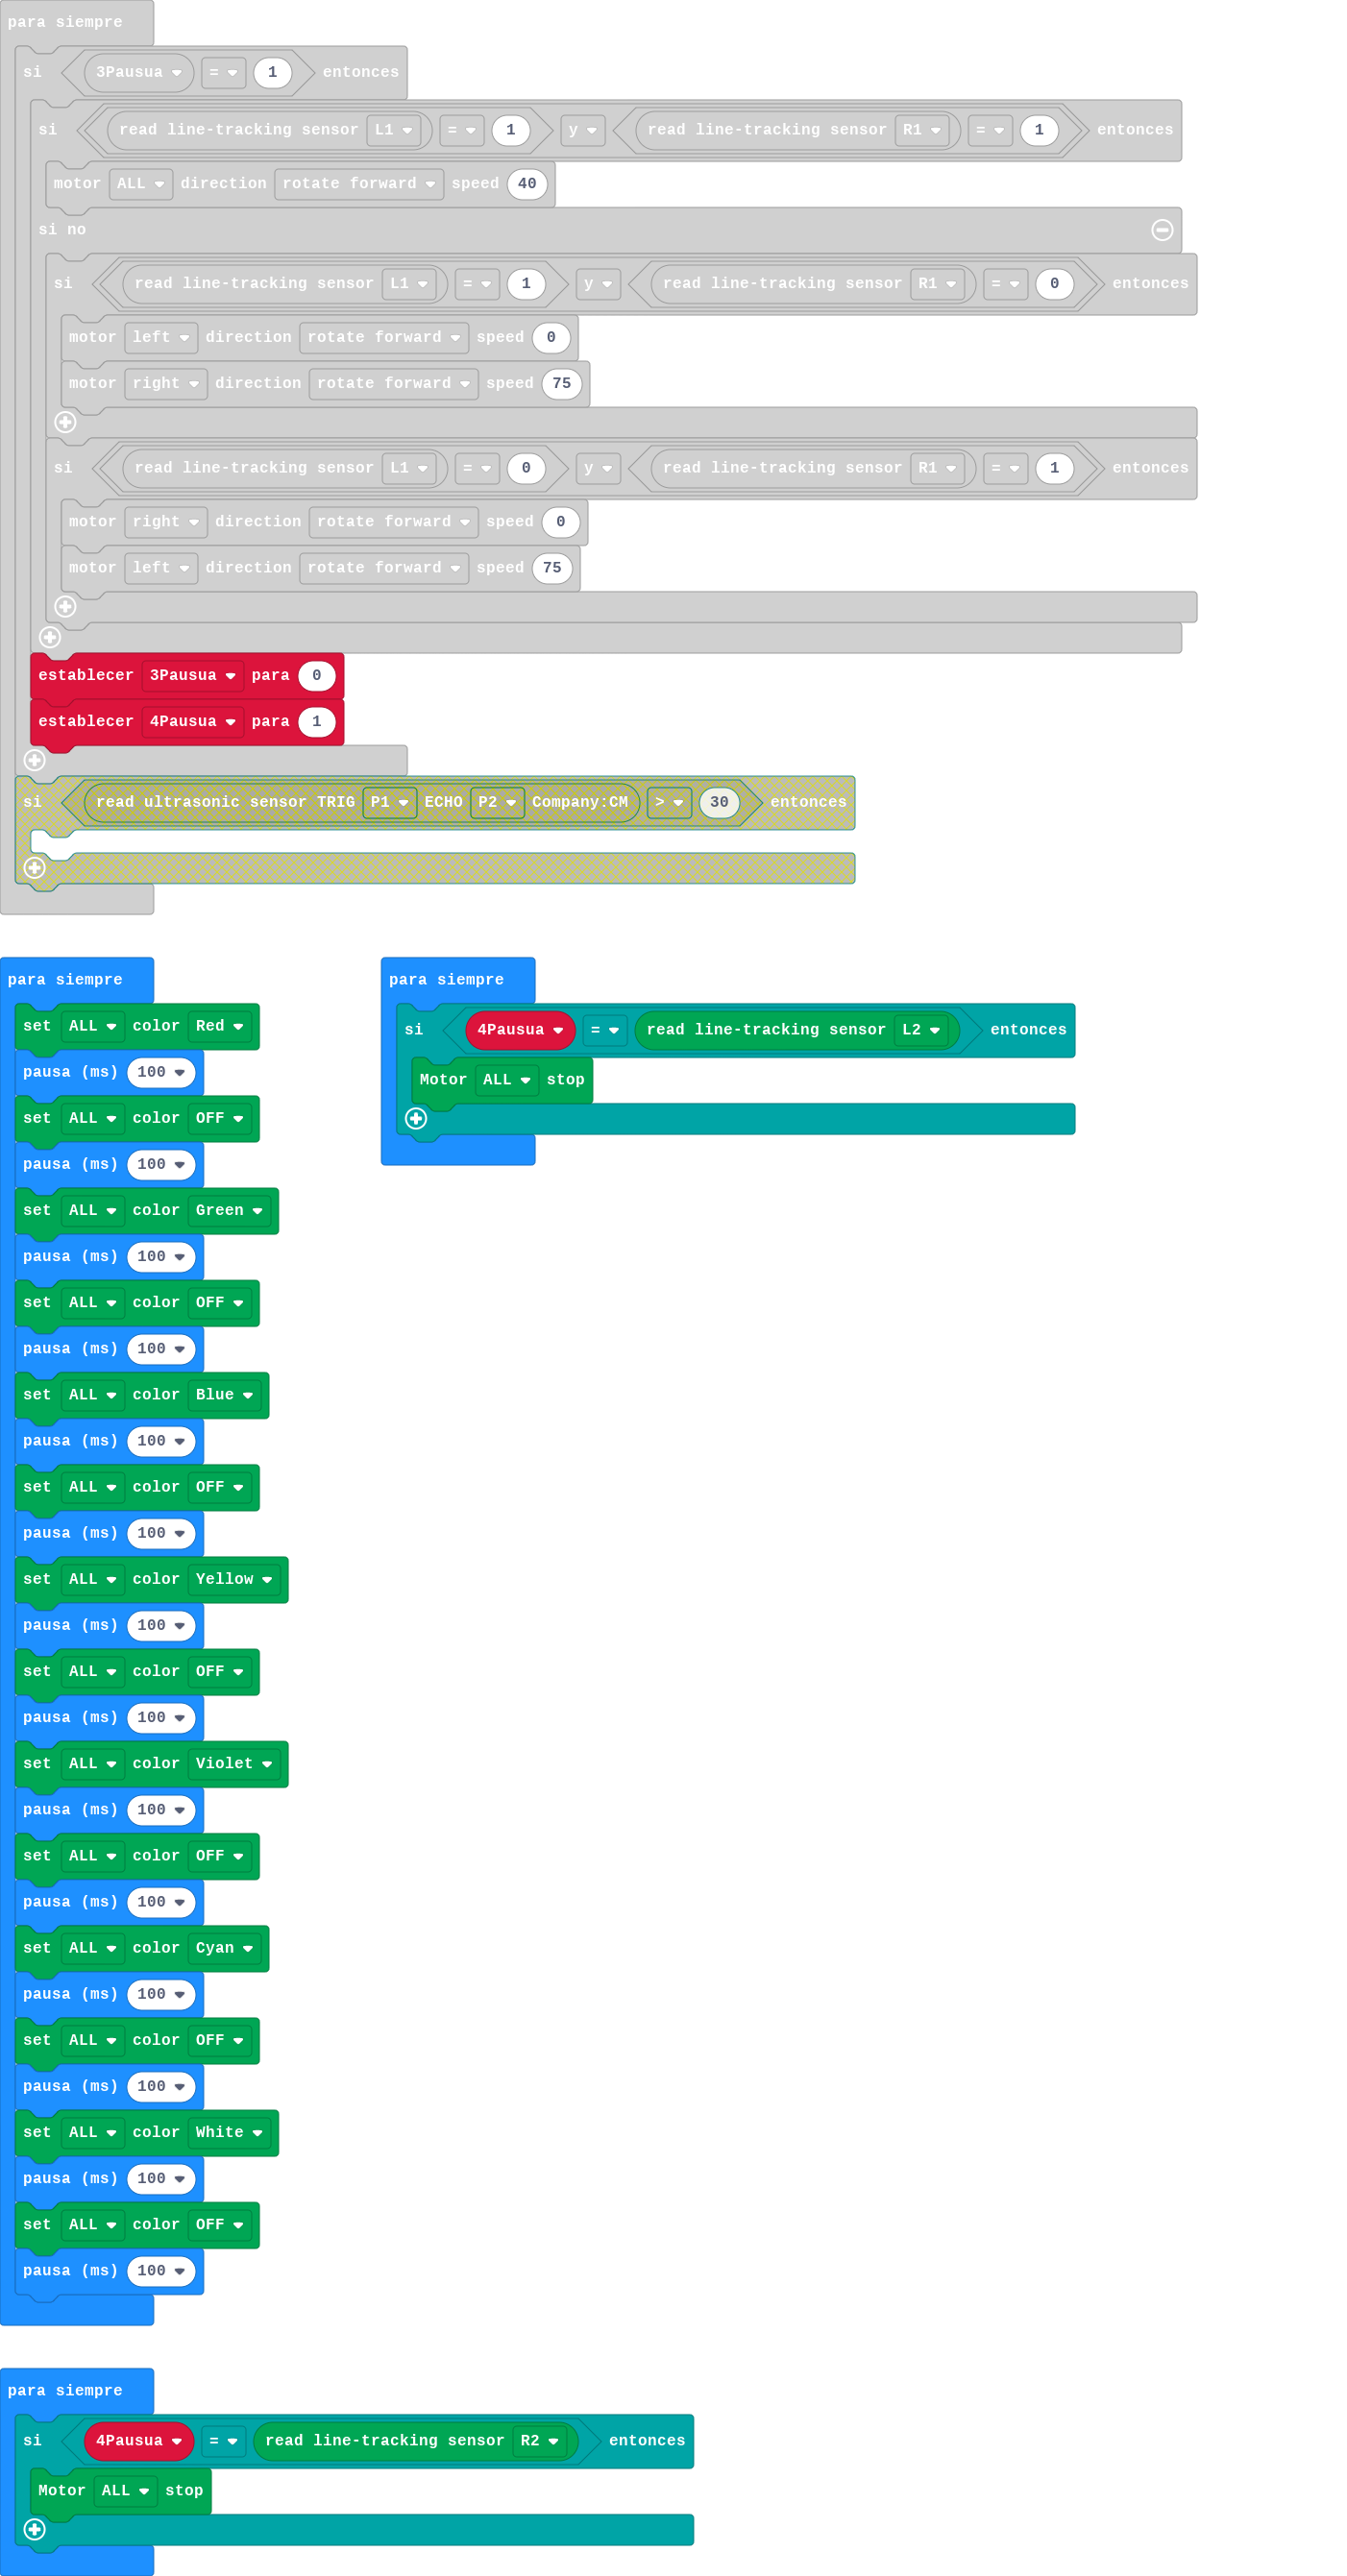 para siempre
si 3Pausua = 1 entonces
si read line-tracking sensor L1 = 1 y read line-tracking sensor R1 = 1 entonces
motor ALL direction rotate forward speed 40
si no
si read line-tracking sensor L1 = 1 y read line-tracking sensor R1 = 0 entonces
motor left direction rotate forward speed 0
motor right direction rotate forward speed 75
si read line-tracking sensor L1 = 0 y read line-tracking sensor R1 = 1 entonces
motor right direction rotate forward speed 0
motor left direction rotate forward speed 75
establecer 3Pausua para 0
establecer 4Pausua para 1
si read ultrasonic sensor TRIG P1 ECHO P2 Company:CM > 30 entonces
para siempre
set ALL color Red
pausa (ms) 100
set ALL color OFF
pausa (ms) 100
set ALL color Green
pausa (ms) 100
set ALL color OFF
pausa (ms) 100
set ALL color Blue
pausa (ms) 100
set ALL color OFF
pausa (ms) 100
set ALL color Yellow
pausa (ms) 100
set ALL color OFF
pausa (ms) 100
set ALL color Violet
pausa (ms) 100
set ALL color OFF
pausa (ms) 100
set ALL color Cyan
pausa (ms) 100
set ALL color OFF
pausa (ms) 100
set ALL color White
pausa (ms) 100
set ALL color OFF
pausa (ms) 100
para siempre
si 4Pausua = read line-tracking sensor L2 entonces
Motor ALL stop
para siempre
si 4Pausua = read line-tracking sensor R2 entonces
Motor ALL stop